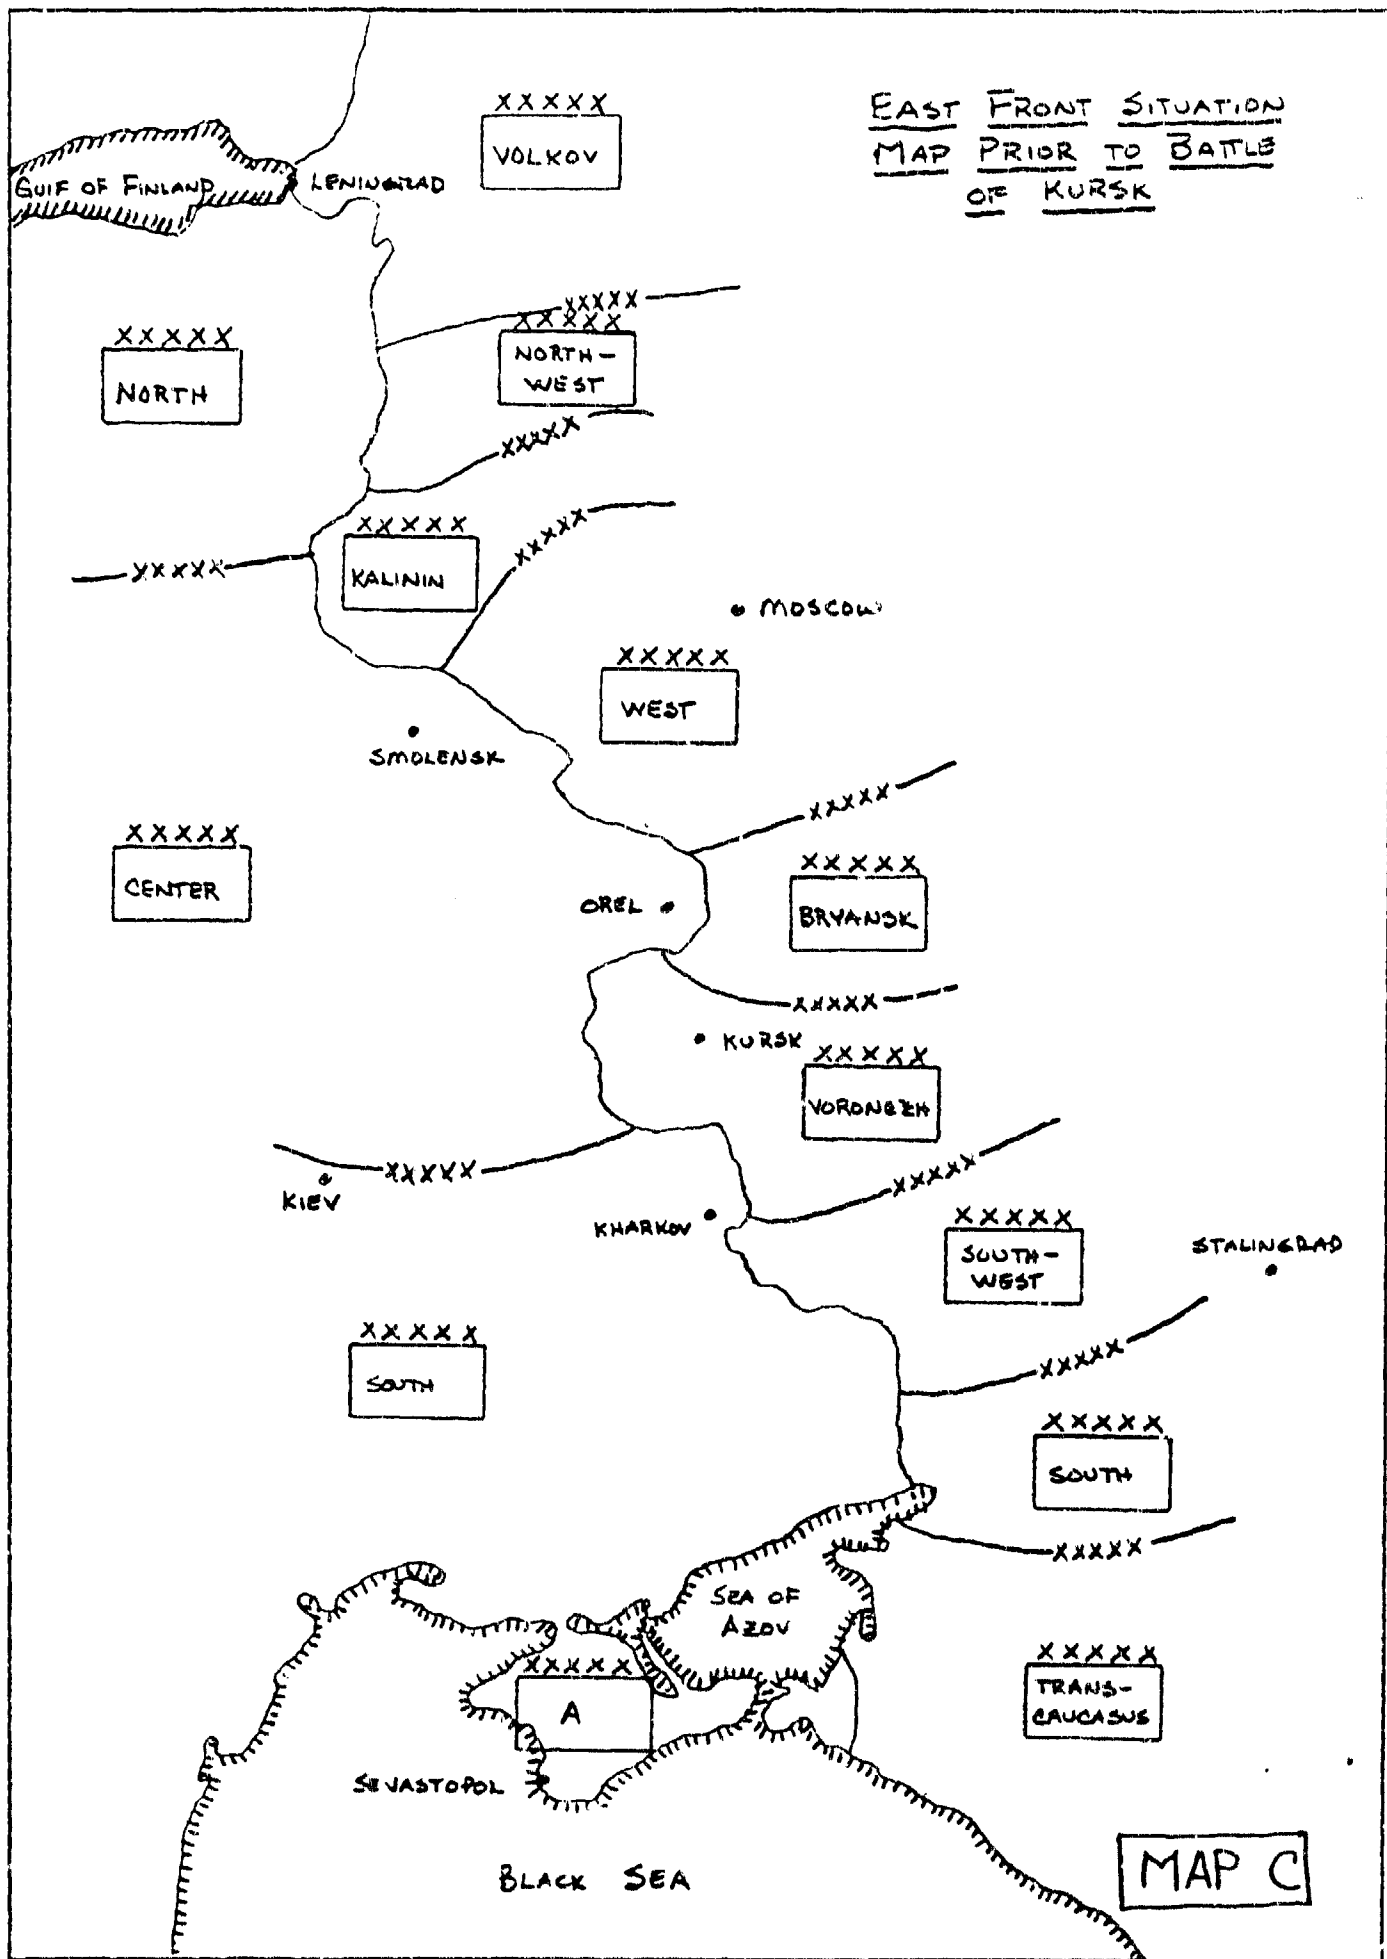 EAST FRONT SITUATION
MAP PRIOR TO BATTLE
OF KURSK
XXXXX
VOLKOV
GULF OF FINLAND
LENINGRAD
XXXXX
XXXXX
NORTH-
WEST
XXXXX
NORTH
XXXXX
XXXXX
KALININ
XXXXX
XXXXX
MOSCOW
XXXXX
WEST
SMOLENSK
XXXXX
XXXXX
CENTER
XXXXX
BRYANSK
OREL
XXXXX
KURSK
XXXXX
VORONEZH
XXXXX
KIEV
XXXXX
KHARKOV
XXXXX
SOUTH-
WEST
STALINGRAD
XXXXX
SOUTH
XXXXX
XXXXX
SOUTH
XXXXX
SEA OF
AZOV
XXXXX
A
XXXXX
TRANS-
CAUCASUS
SEVASTOPOL
BLACK SEA
MAP C